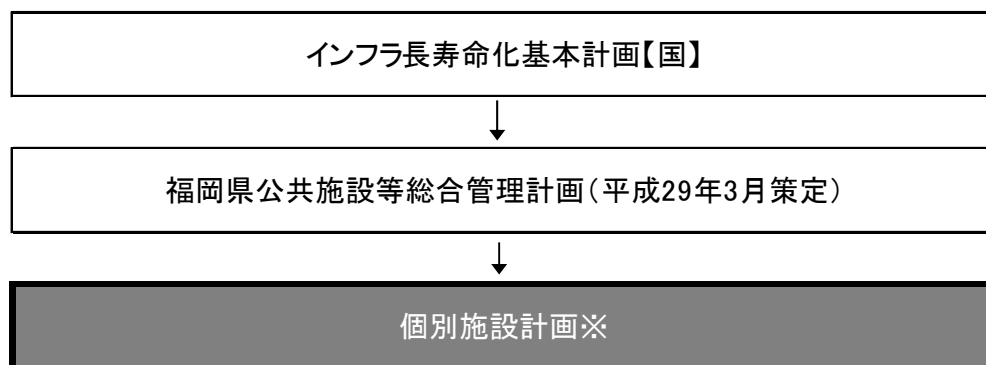 インフラ長寿命化基本計画【国】
福岡県公共施設等総合管理計画（平成29年3月策定）
個別施設計画※